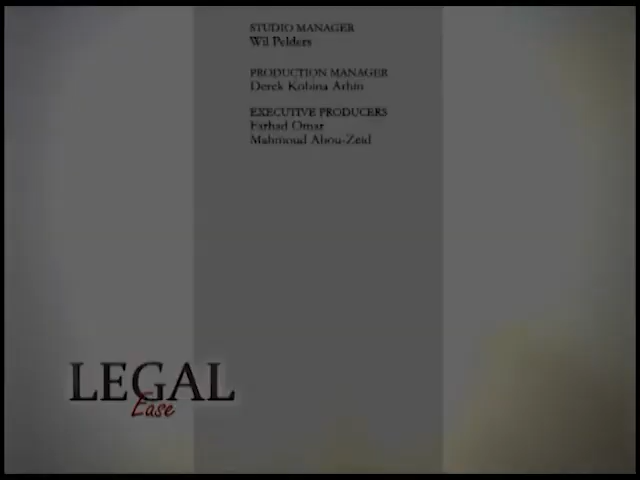 STUDIO MANAGER
Wil Pelders
PRODUCTION MANAGER
Derek Kobina Arhin
EXECUTIVE PRODUCERS
Farhad Omar
Mahmoud Abou-Zeid
LEGAL
Ease